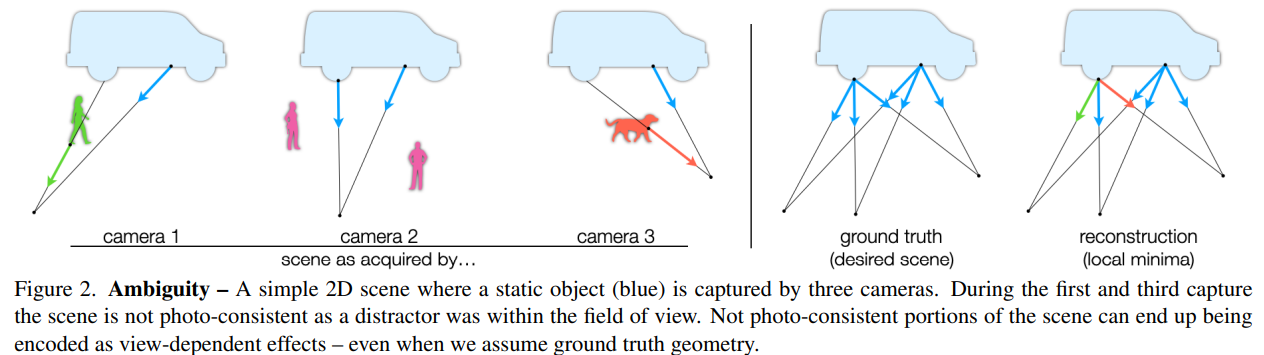 camera 1
camera 2
camera 3
scene as acquired by…
ground truth
(desired scene)
reconstruction
(local minima)
Figure 2. Ambiguity – A simple 2D scene where a static object (blue) is captured by three cameras. During the first and third capture
the scene is not photo-consistent as a distractor was within the field of view. Not photo-consistent portions of the scene can end up being
encoded as view-dependent effects – even when we assume ground truth geometry.